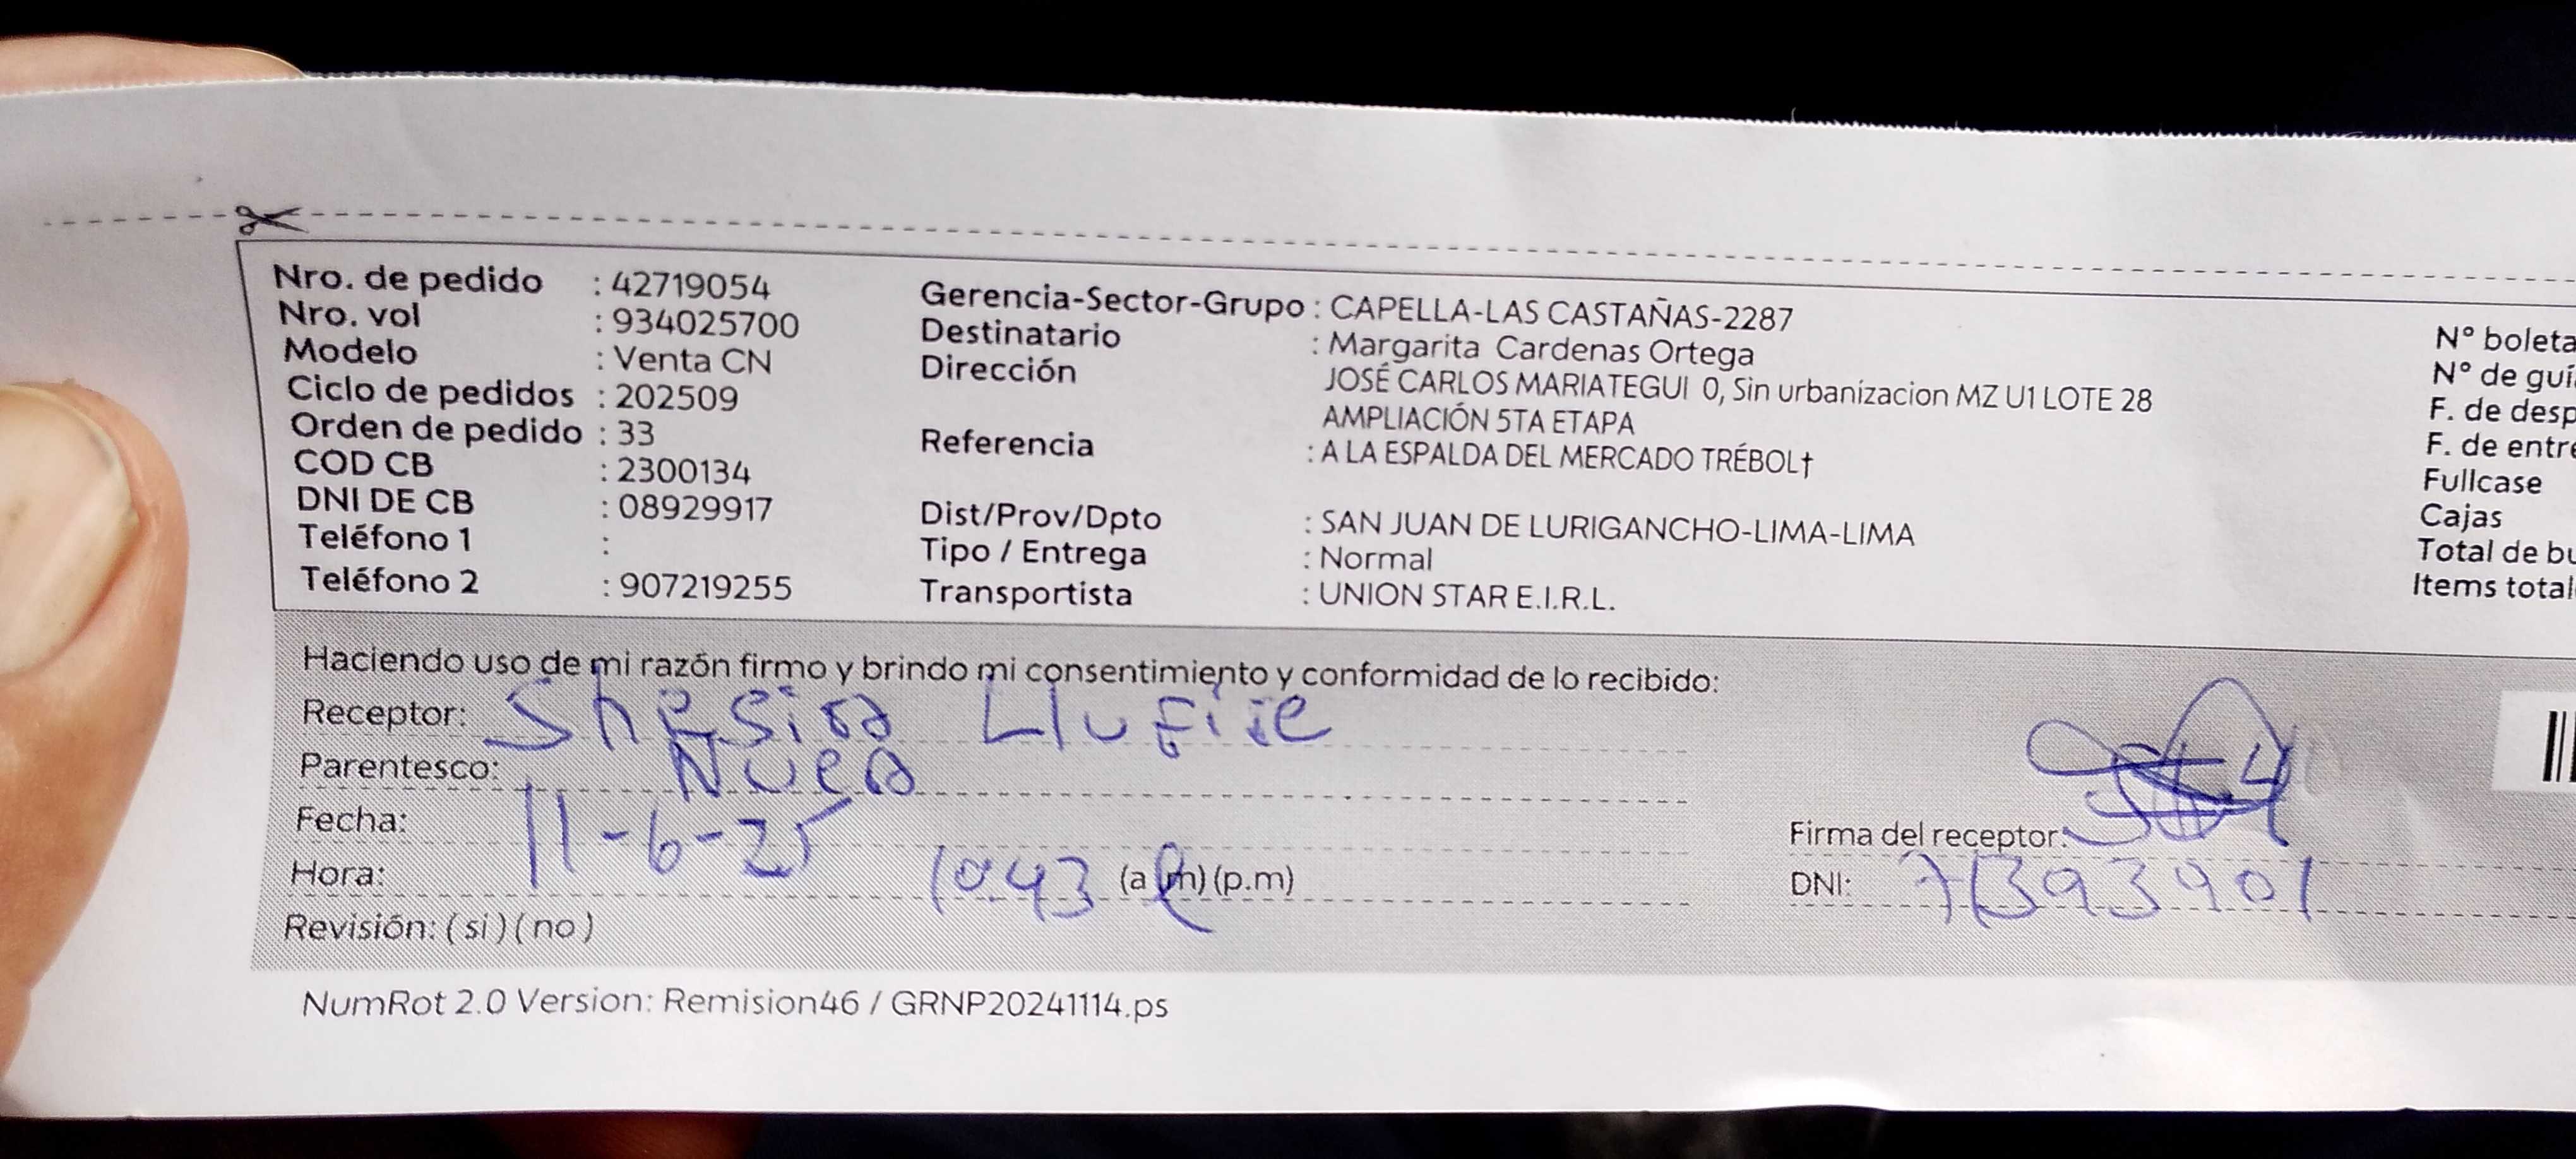 Nro. de pedido : 42719054
Nro. vol : 934025700
Modelo : Venta CN
Ciclo de pedidos : 202509
Orden de pedido : 33
COD CB : 2300134
DNI DE CB : 08929917
Teléfono 1 :
Teléfono 2 : 907219255
Gerencia-Sector-Grupo : CAPELLA-LAS CASTAÑAS-2287
Destinatario : Margarita Cardenas Ortega
Dirección JOSÉ CARLOS MARIATEGUI 0, Sin urbanizacion MZ U1 LOTE 28
AMPLIACIÓN 5TA ETAPA
Referencia : A LA ESPALDA DEL MERCADO TRÉBOL†
Dist/Prov/Dpto : SAN JUAN DE LURIGANCHO-LIMA-LIMA
Tipo / Entrega : Normal
Transportista : UNION STAR E.I.R.L.
N° boleta
N° de guí
F. de desp
F. de entre
Fullcase
Cajas
Total de bu
Items total
Haciendo uso de mi razón firmo y brindo mi consentimiento y conformidad de lo recibido:
Receptor:
Parentesco: Nuera
Fecha: 11-6-25
Hora: 10:43 (a.m) (p.m)
Revisión: ( si ) ( no )
Firma del receptor:
DNI: 71393901
NumRot 2.0 Version: Remision46 / GRNP20241114.ps